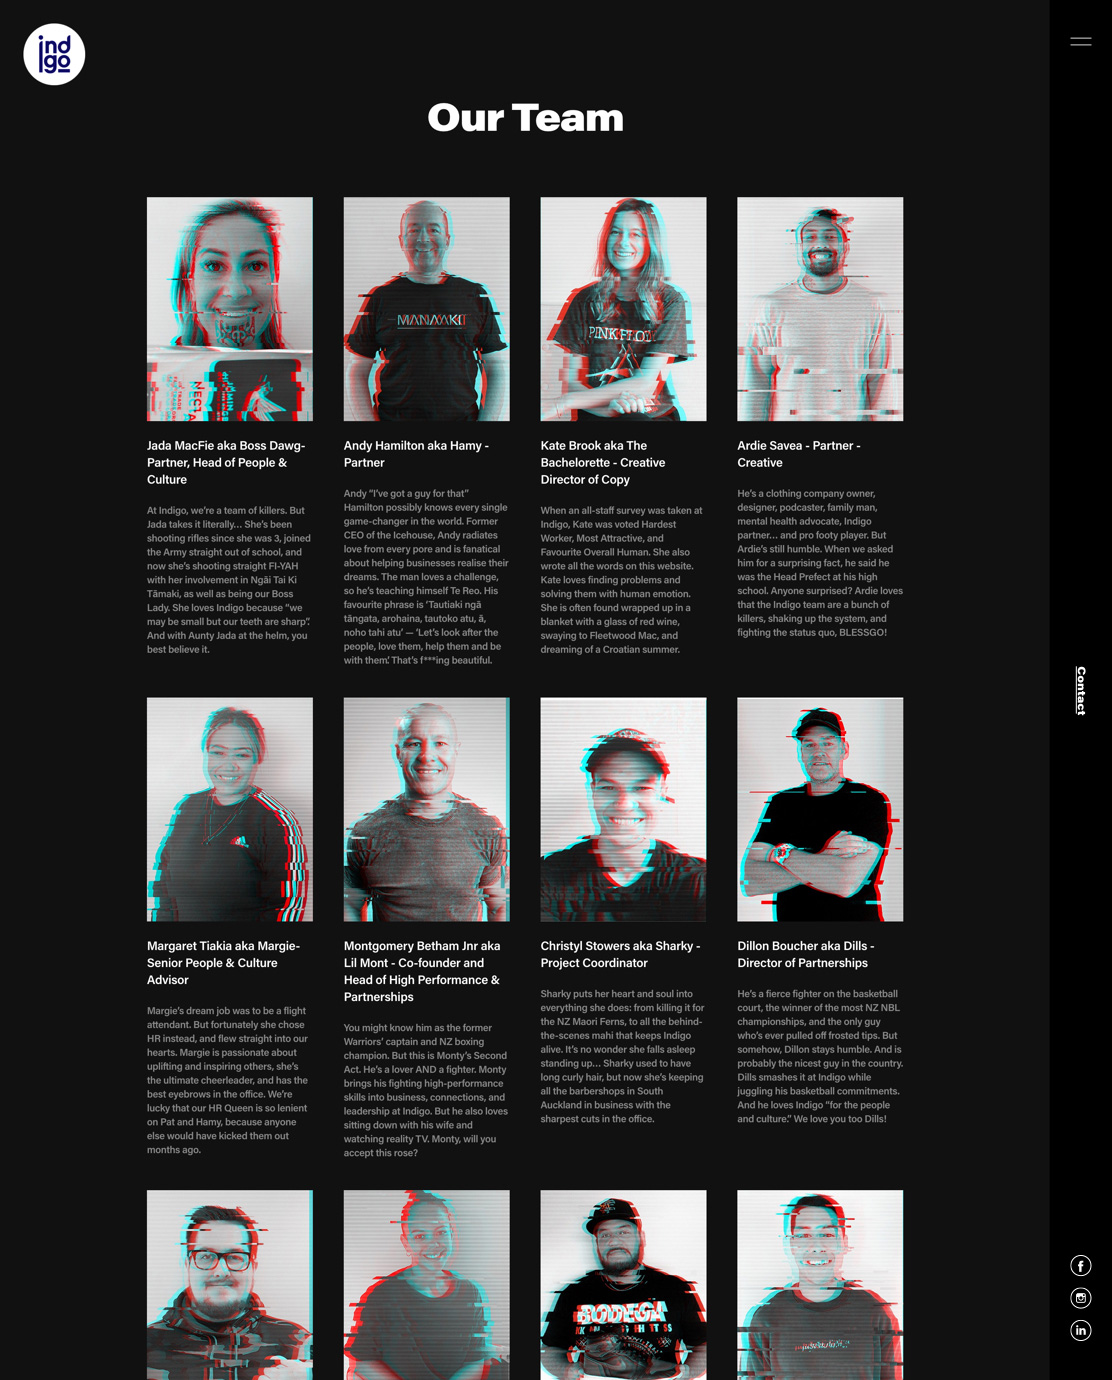 ind
igo
Our Team
MANAAKI
PINK FLOYD
Jada MacFie aka Boss Dawg-
Partner, Head of People &
Culture
At Indigo, we're a team of killers. But
Jada takes it literally... She's been
shooting rifles since she was 3, joined
the Army straight out of school, and
now she's shooting straight FI-YAH
with her involvement in Ngāi Tai Ki
Tāmaki, as well as being our Boss
Lady. She loves Indigo because "we
may be small but our teeth are sharp".
And with Aunty Jada at the helm, you
best believe it.
Andy Hamilton aka Hamy -
Partner
Andy "I've got a guy for that"
Hamilton possibly knows every single
game-changer in the world. Former
CEO of the Icehouse, Andy radiates
love from every pore and is fanatical
about helping businesses realise their
dreams. The man loves a challenge,
so he's teaching himself Te Reo. His
favourite phrase is 'Tautiaki ngā
tāngata, arohaina, tautoko atu, ā,
noho tahi atu' — 'Let's look after the
people, love them, help them and be
with them'. That's f***ing beautiful.
Kate Brook aka The
Bachelorette - Creative
Director of Copy
When an all-staff survey was taken at
Indigo, Kate was voted Hardest
Worker, Most Attractive, and
Favourite Overall Human. She also
wrote all the words on this website.
Kate loves finding problems and
solving them with human emotion.
She is often found wrapped up in a
blanket with a glass of red wine,
swaying to Fleetwood Mac, and
dreaming of a Croatian summer.
Ardie Savea - Partner -
Creative
He's a clothing company owner,
designer, podcaster, family man,
mental health advocate, Indigo
partner... and pro footy player. But
Ardie's still humble. When we asked
him for a surprising fact, he said he
was the Head Prefect at his high
school. Anyone surprised? Ardie loves
that the Indigo team are a bunch of
killers, shaking up the system, and
fighting the status quo, BLESSGO!
Contact
Margaret Tiakia aka Margie-
Senior People & Culture
Advisor
Margie's dream job was to be a flight
attendant. But fortunately she chose
HR instead, and flew straight into our
hearts. Margie is passionate about
uplifting and inspiring others, she's
the ultimate cheerleader, and has the
best eyebrows in the office. We're
lucky that our HR Queen is so lenient
on Pat and Hamy, because anyone
else would have kicked them out
months ago.
Montgomery Betham Jnr aka
Lil Mont - Co-founder and
Head of High Performance &
Partnerships
You might know him as the former
Warriors' captain and NZ boxing
champion. But this is Monty's Second
Act. He's a lover AND a fighter. Monty
brings his fighting high-performance
skills into business, connections, and
leadership at Indigo. But he also loves
sitting down with his wife and
watching reality TV. Monty, will you
accept this rose?
Christyl Stowers aka Sharky -
Project Coordinator
Sharky puts her heart and soul into
everything she does: from killing it for
the NZ Maori Ferns, to all the behind-
the-scenes mahi that keeps Indigo
alive. It's no wonder she falls asleep
standing up... Sharky used to have
long curly hair, but now she's keeping
all the barbershops in South
Auckland in business with the
sharpest cuts in the office.
Dillon Boucher aka Dills -
Director of Partnerships
He's a fierce fighter on the basketball
court, the winner of the most NZ NBL
championships, and the only guy
who's ever pulled off frosted tips. But
somehow, Dillon stays humble. And is
probably the nicest guy in the country.
Dills smashes it at Indigo while
juggling his basketball commitments.
And he loves Indigo "for the people
and culture." We love you too Dills!
BODEGA